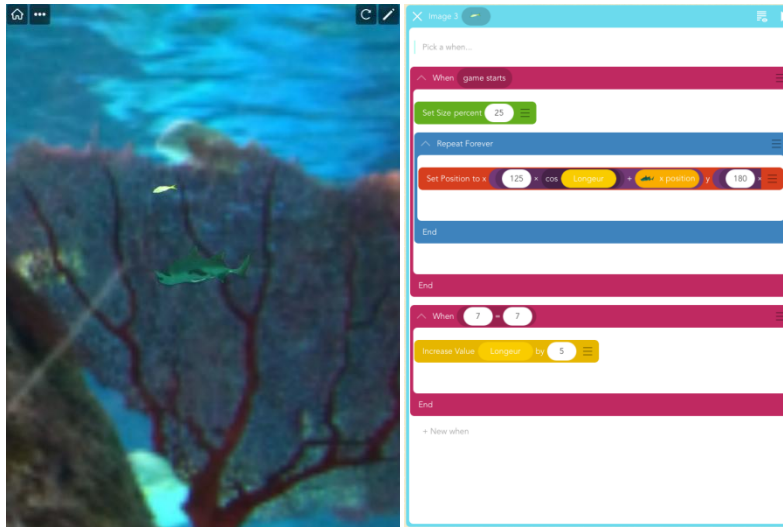 Image 3
Pick a when...
When game starts
Set Size percent 25
Repeat Forever
Set Position to x 125 × cos Longeur + x position y 180 ×
End
End
When 7 = 7
Increase Value Longeur by 5
End
+ New when